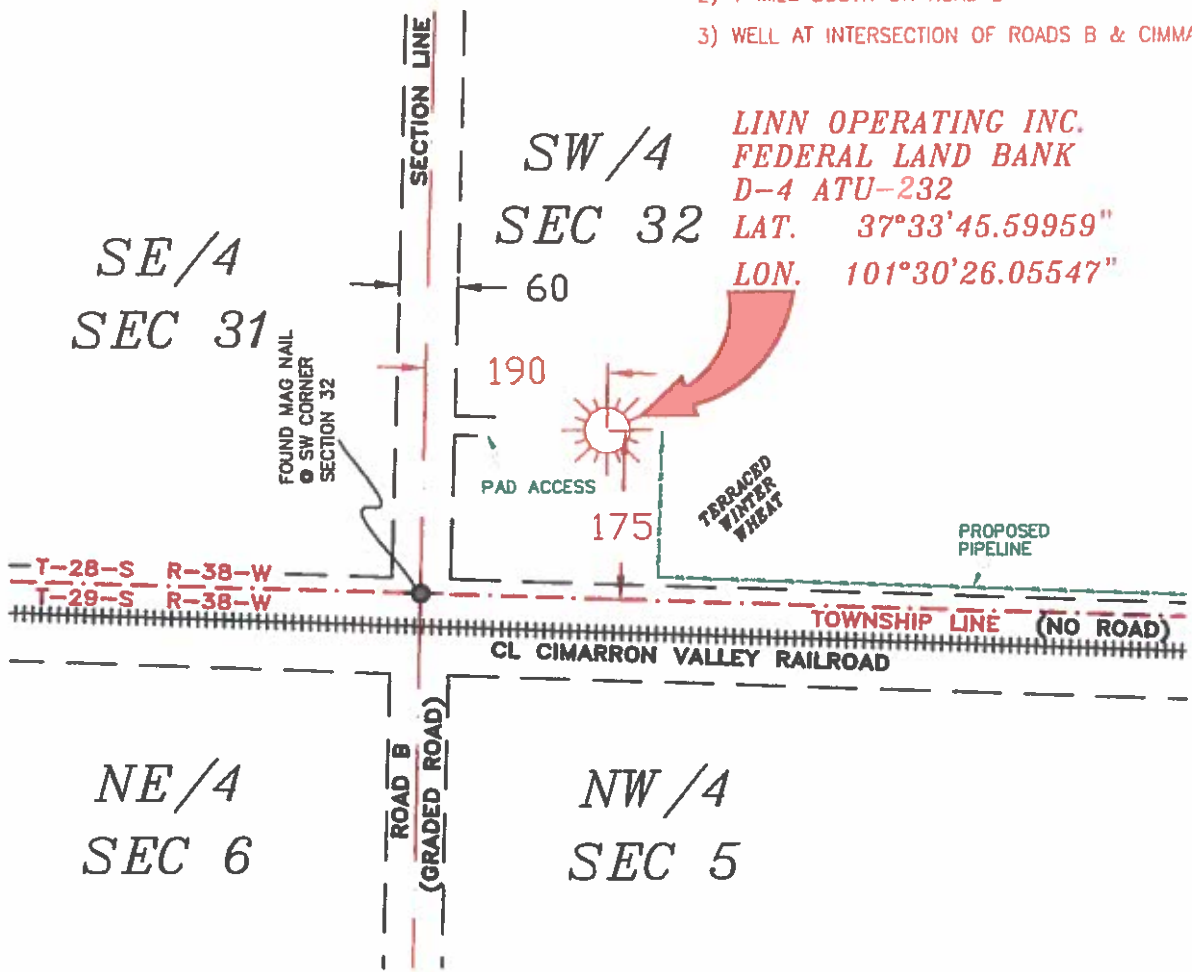 3) WELL AT INTERSECTION OF ROADS B & 
LINN OPERATING INC.
FEDERAL LAND BANK
D-4 ATU-232
LAT. 37°33'45.59959"
LON. 101°30'26.05547"
SECTION LINE
SW/4
SEC 32
SE/4
SEC 31
60
190
FOUND MAG NAIL
@ SW CORNER
SECTION 32
PAD ACCESS
175
TERRACED
WINTER
WHEAT
PROPOSED
PIPELINE
T-28-S R-38-W
T-29-S R-38-W
TOWNSHIP LINE (NO ROAD)
CL CIMARRON VALLEY RAILROAD
ROAD B
(GRADED ROAD)
NE/4
SEC 6
NW/4
SEC 5